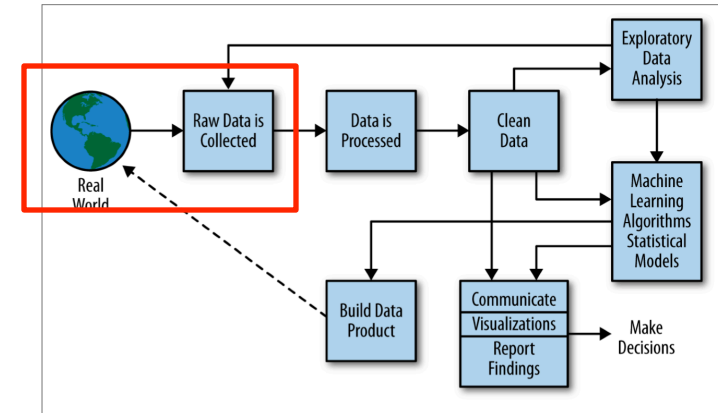 Exploratory
Data
Analysis
Raw Data is
Collected
Data is
Processed
Clean
Data
Real
World
Machine
Learning
Algorithms
Statistical
Models
Build Data
Product
Communicate
Visualizations
Report
Findings
Make
Decisions